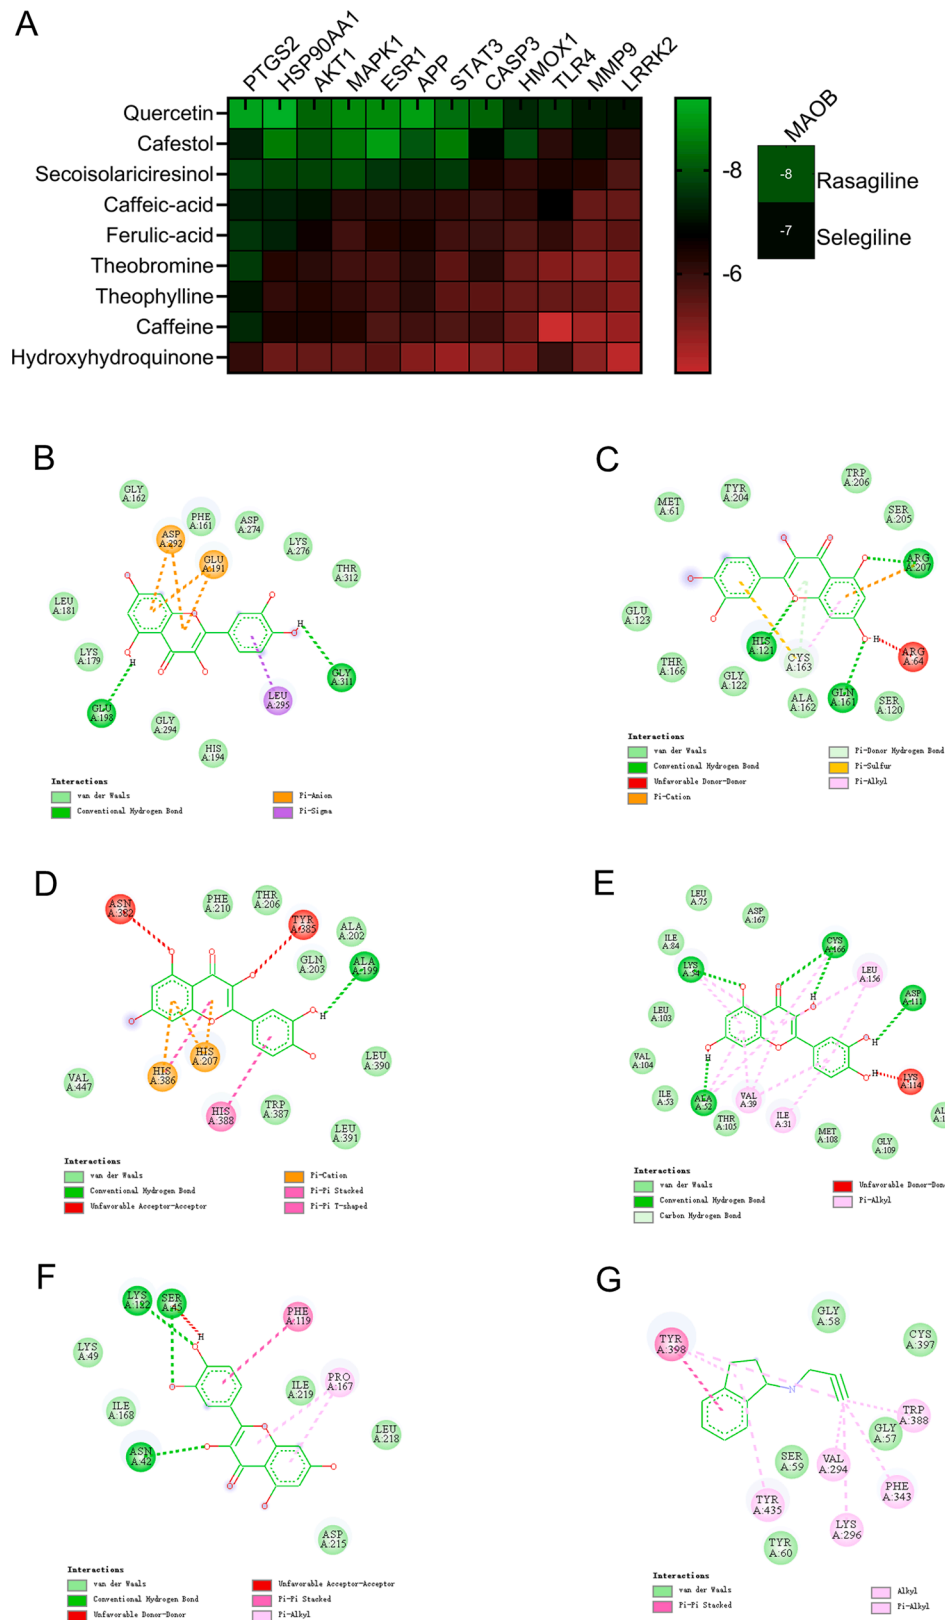 A
PTGS2
HSP90AA1
AKT1
MAPK1
ESR1
APP
STAT3
CASP3
HMOX1
TLR4
MMP9
LRRK2
Quercetin
Cafestol
Secoisolariciresinol
Caffeic-acid
Ferulic-acid
Theobromine
Theophylline
Caffeine
Hydroxyhydroquinone
-8
-6
MAOB
-8 Rasagiline
-7 Selegiline
B
GLY A:162
PHE A:161
ASP A:274
ASP A:292
LYS A:276
GLU A:191
THR A:312
LEU A:181
H
LYS A:179
H
GLY A:311
LEU A:295
GLU A:198
GLY A:294
HIS A:194
Interactions
van der Waals
Conventional Hydrogen Bond
Pi-Anion
Pi-Sigma
C
TRP A:206
TYR A:204
MET A:61
SER A:205
ARG A:207
GLU A:123
HIS A:121
H
ARG A:64
CYS A:163
THR A:166
GLY A:122
ALA A:162
GLN A:161
SER A:120
Interactions
van der Waals
Conventional Hydrogen Bond
Unfavorable Donor-Donor
Pi-Cation
Pi-Donor Hydrogen Bond
Pi-Sulfur
Pi-Alkyl
D
ASN A:382
PHE A:210
THR A:206
TYR A:385
ALA A:202
GLN A:203
ALA A:199
H
HIS A:207
HIS A:386
LEU A:390
VAL A:447
HIS A:388
TRP A:387
LEU A:391
Interactions
van der Waals
Conventional Hydrogen Bond
Unfavorable Acceptor-Acceptor
Pi-Cation
Pi-Pi Stacked
Pi-Pi T-shaped
E
LEU A:75
ASP A:167
ILE A:84
CYS A:166
LYS A:54
LEU A:156
H
ASP A:111
LEU A:103
H
H
VAL A:104
H
LYS A:114
ILE A:53
ALA A:52
VAL A:39
THR A:105
ILE A:31
MET A:108
GLY A:109
Interactions
van der Waals
Conventional Hydrogen Bond
Carbon Hydrogen Bond
Unfavorable Donor-Dono
Pi-Alkyl
F
LYS A:122
SER A:45
PHE A:119
H
LYS A:49
ILE A:219
PRO A:167
ILE A:168
LEU A:218
ASN A:42
ASP A:215
Interactions
van der Waals
Conventional Hydrogen Bond
Unfavorable Donor-Donor
Unfavorable Acceptor-Acceptor
Pi-Pi Stacked
Pi-Alkyl
G
GLY A:58
TYR A:398
CYS A:397
N
TRP A:388
GLY A:57
SER A:59
VAL A:294
PHE A:343
TYR A:435
LYS A:296
TYR A:60
Interactions
van der Waals
Pi-Pi Stacked
Alkyl
Pi-Alkyl